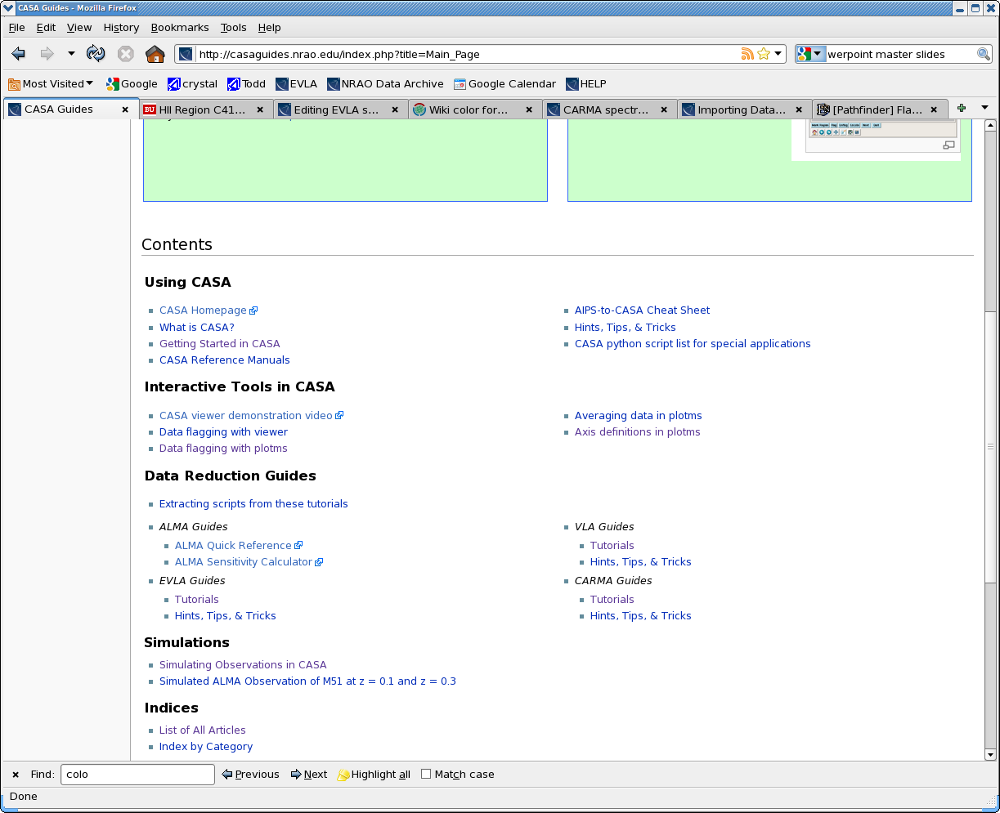 CASA Guides - Mozilla Firefox
File Edit View History Bookmarks Tools Help
http://casaguides.nrao.edu/index.php?title=Main_Page werpoint master slides
Most Visited Google crystal Todd EVLA NRAO Data Archive Google Calendar HELP
CASA Guides BU HII Region C41... Editing EVLA s... Wiki color for... CARMA spectr... Importing Data... [Pathfinder] Fla...
Contents
Using CASA
CASA Homepage
What is CASA?
Getting Started in CASA
CASA Reference Manuals
AIPS-to-CASA Cheat Sheet
Hints, Tips, & Tricks
CASA python script list for special applications
Interactive Tools in CASA
CASA viewer demonstration video
Data flagging with viewer
Data flagging with plotms
Averaging data in plotms
Axis definitions in plotms
Data Reduction Guides
Extracting scripts from these tutorials
ALMA Guides
ALMA Quick Reference
ALMA Sensitivity Calculator
EVLA Guides
Tutorials
Hints, Tips, & Tricks
VLA Guides
Tutorials
Hints, Tips, & Tricks
CARMA Guides
Tutorials
Hints, Tips, & Tricks
Simulations
Simulating Observations in CASA
Simulated ALMA Observation of M51 at z = 0.1 and z = 0.3
Indices
List of All Articles
Index by Category
Find: colo Previous Next Highlight all Match case
Done